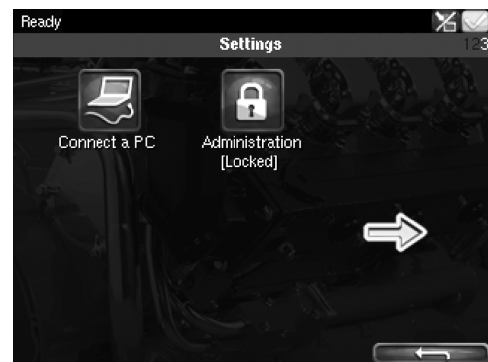 Ready
Settings
123
Connect a PC
Administration
[Locked]